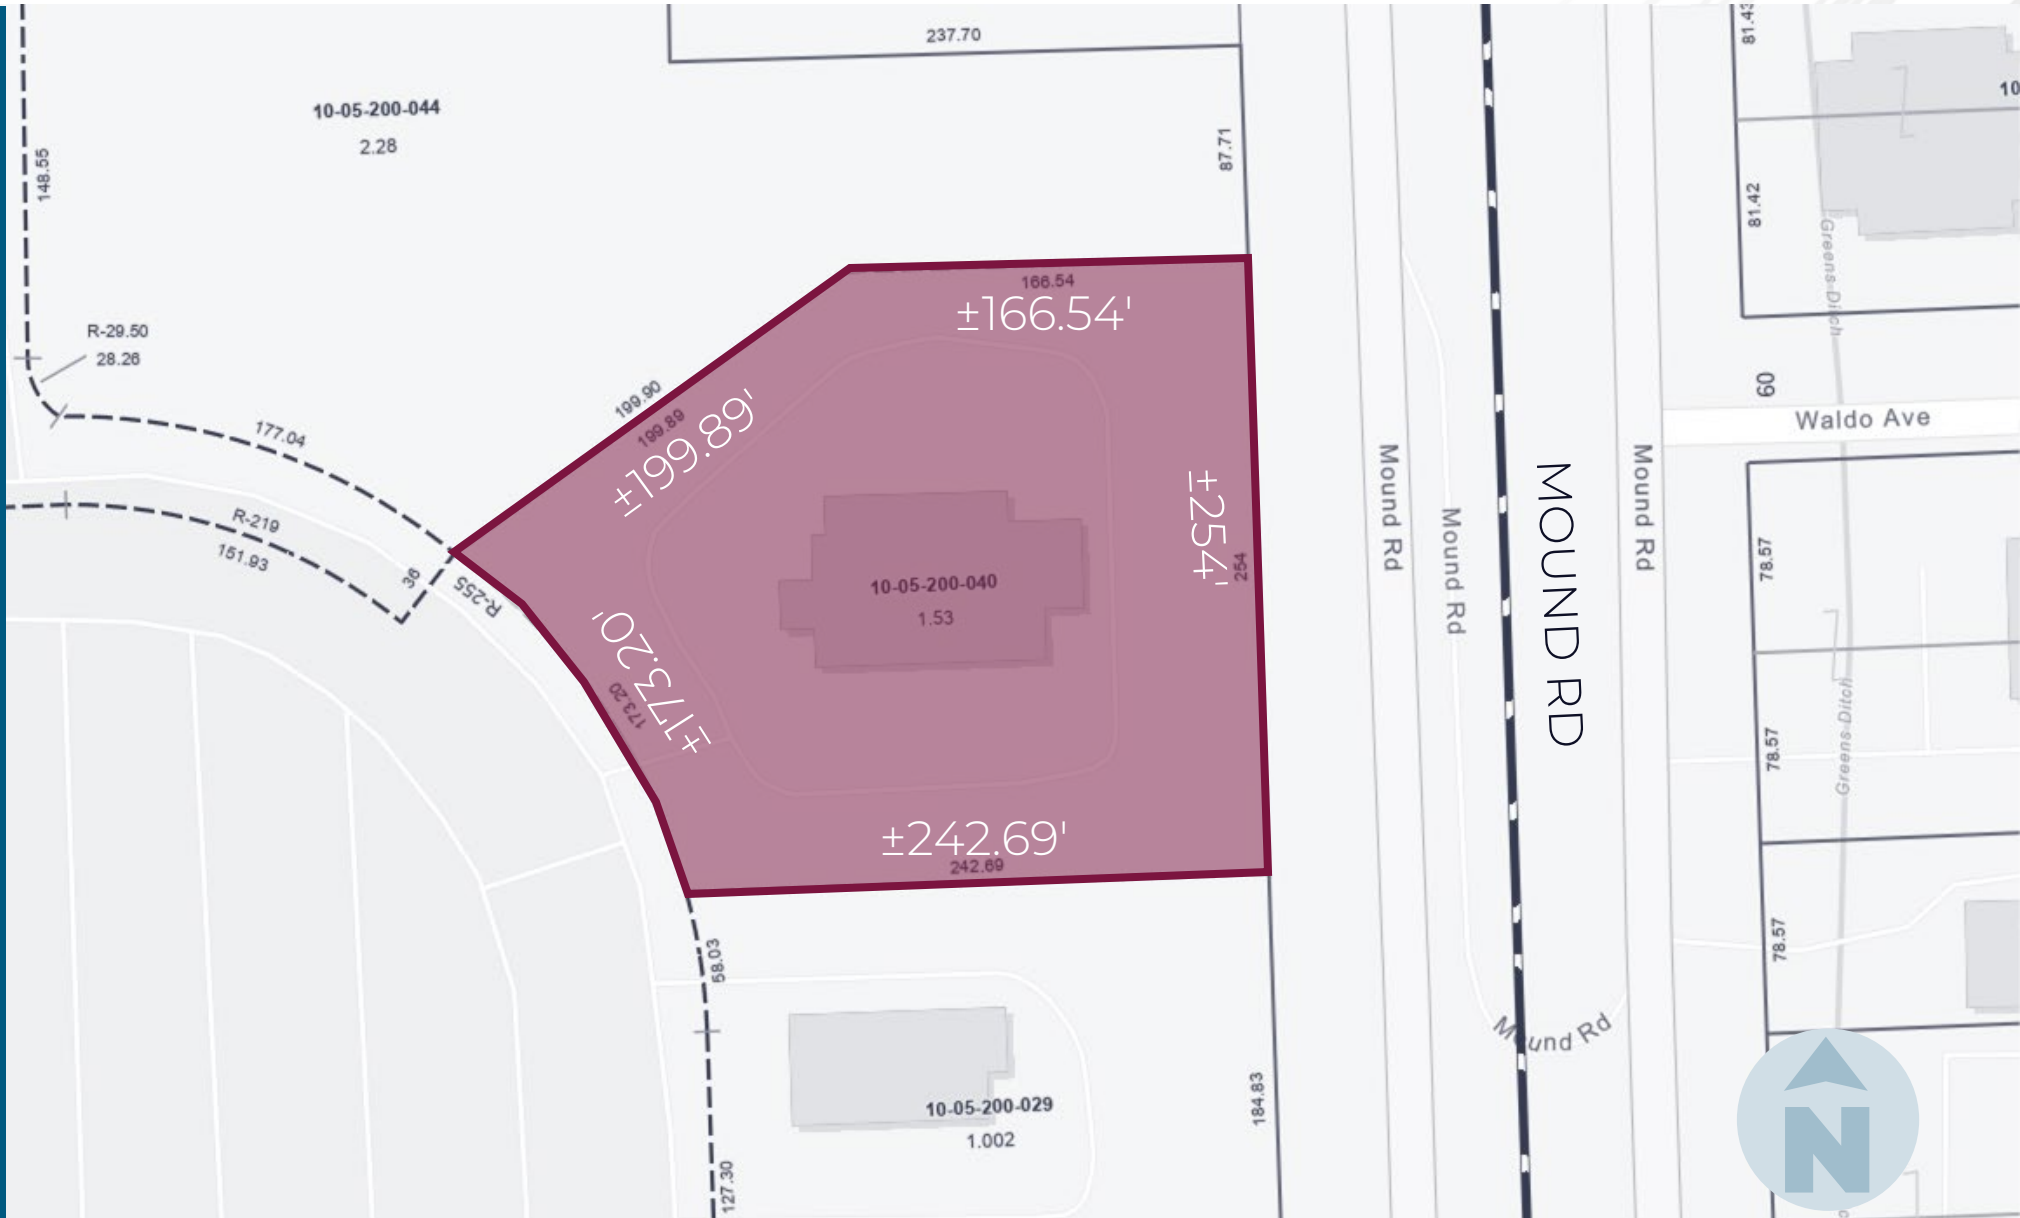 237.70
81.43
10
10-05-200-044
2.28
148.55
87.71
81.42
Greens Ditch
166.54
±166.54'
R-29.50
28.26
199.90
199.89
±199.89'
177.04
60
Waldo Ave
Mound Rd
Mound Rd
MOUND RD
Mound Rd
±254'
254
R-219
151.93
36
R-255
10-05-200-040
1.53
78.57
±173.20'
173.20
78.57
Greens Ditch
±242.69'
242.69
58.03
78.57
Mound Rd
10-05-200-029
1.002
184.83
127.30
N